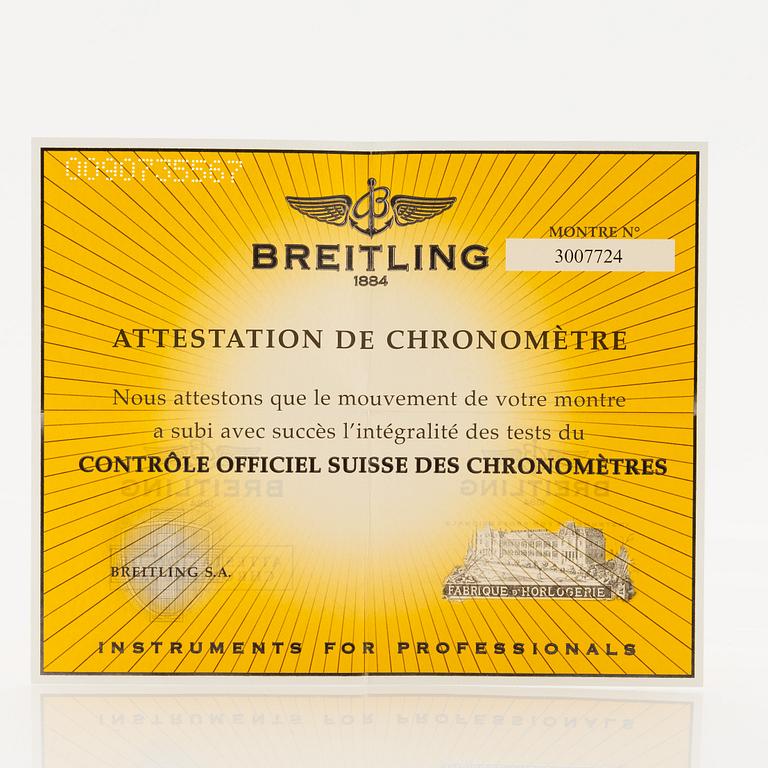 0090735567
MONTRE N°
3007724
BREITLING
1884
ATTESTATION DE CHRONOMÈTRE
Nous attestons que le mouvement de votre montre
a subi avec succès l'intégralité des tests du
CONTRÔLE OFFICIEL SUISSE DES CHRONOMÈTRES
BREITLING S.A.
FABRIQUE D'HORLOGERIE
INSTRUMENTS FOR PROFESSIONALS